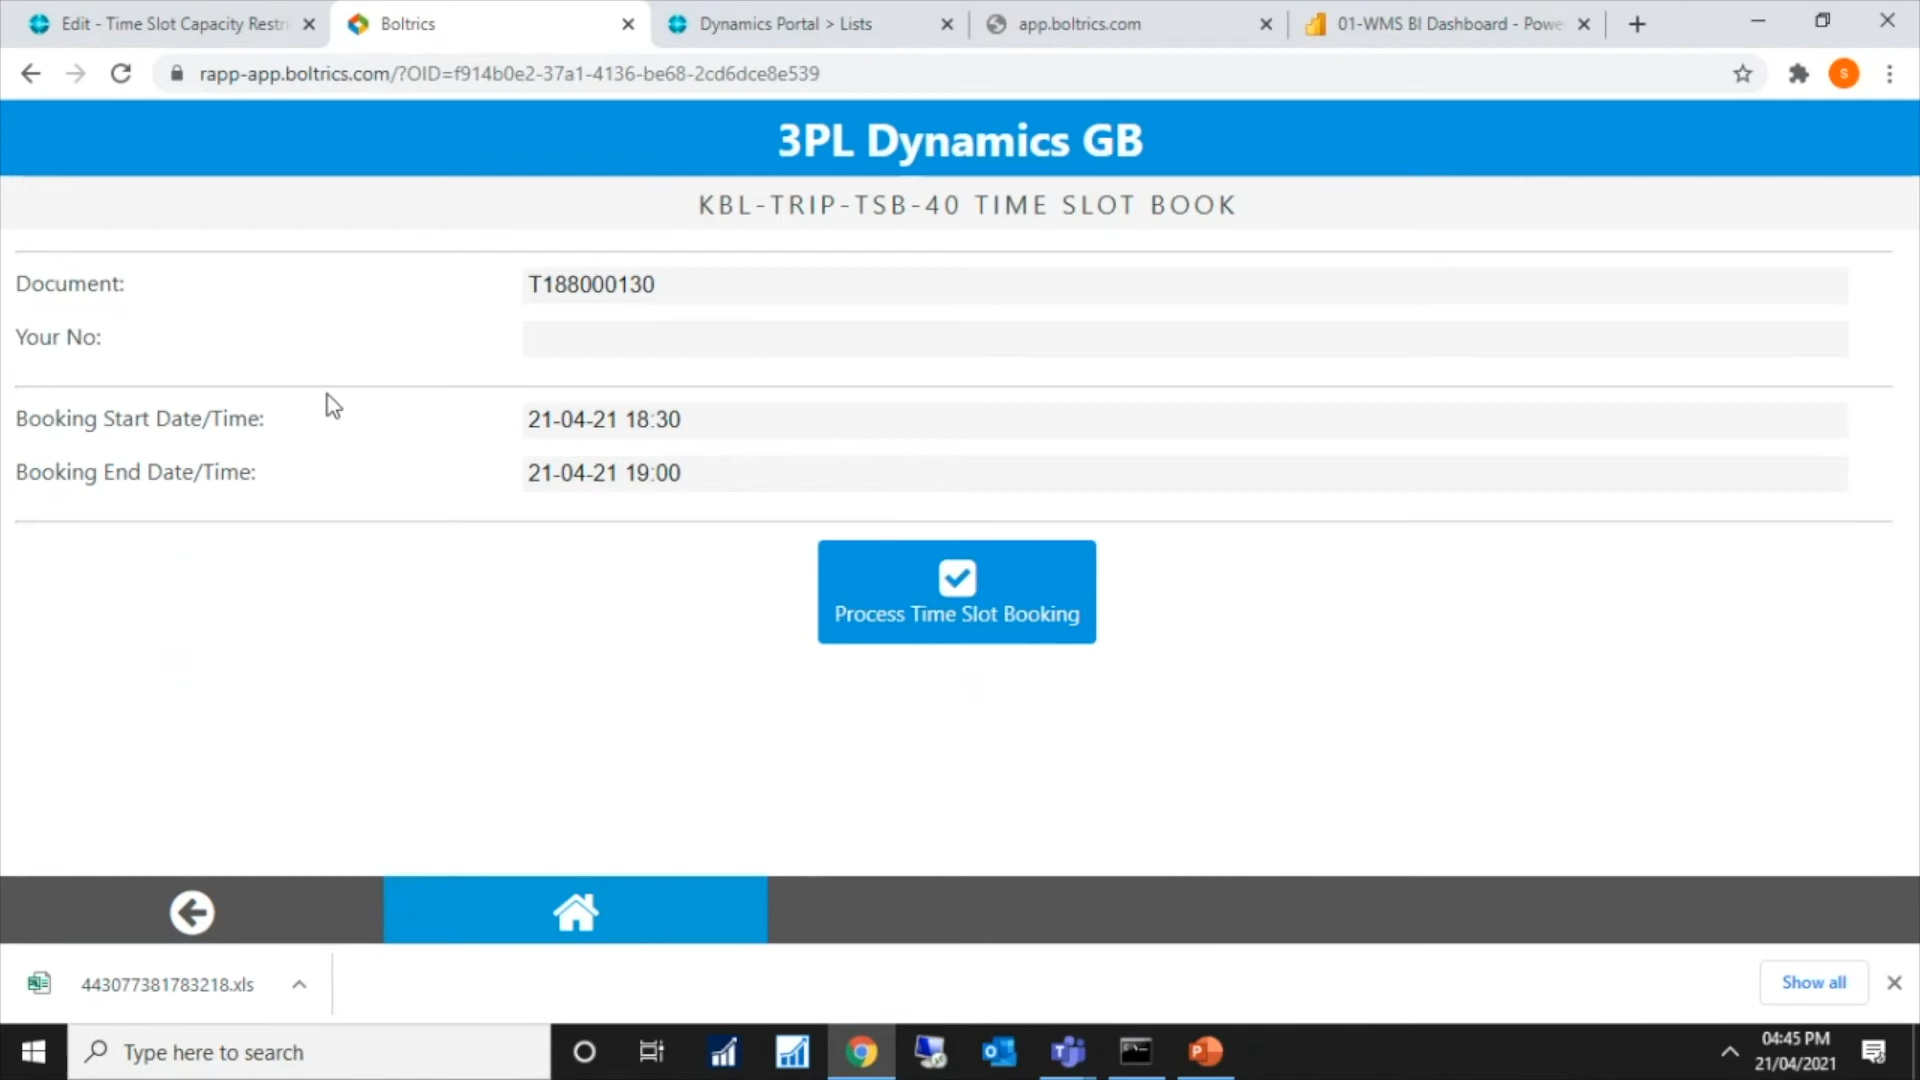 Edit - Time Slot Capacity Restri
Boltrics
Dynamics Portal > Lists
app.boltrics.com
01-WMS BI Dashboard - Powe
rapp-app.boltrics.com/?OID=f914b0e2-37a1-4136-be68-2cd6dce8e539
S
3PL Dynamics GB
KBL-TRIP-TSB-40 TIME SLOT BOOK
Document: T188000130
Your No:
Booking Start Date/Time: 21-04-21 18:30
Booking End Date/Time: 21-04-21 19:00
Process Time Slot Booking
443077381783218.xls
Show all
Type here to search
04:45 PM
21/04/2021